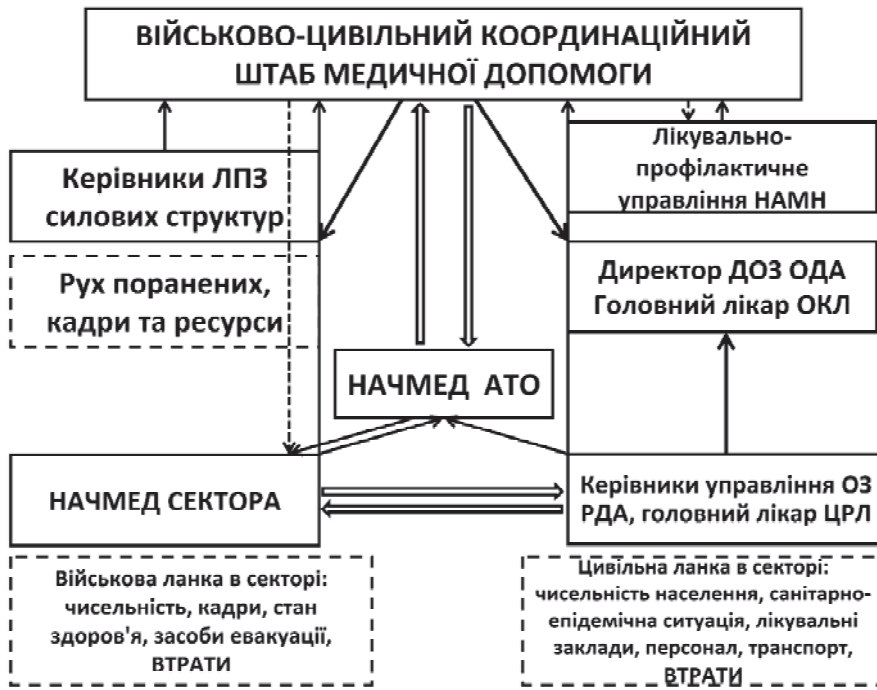 ВІЙСЬКОВО-ЦИВІЛЬНИЙ КООРДИНАЦІЙНИЙ
ШТАБ МЕДИЧНОЇ ДОПОМОГИ
Керівники ЛПЗ
силових структур
Лікувально-
профілактичне
управління НАМН
Рух поранених,
кадри та ресурси
Директор ДОЗ ОДА
Головний лікар ОКЛ
НАЧМЕД АТО
НАЧМЕД СЕКТОРА
Керівники управління ОЗ
РДА, головний лікар ЦРЛ
Військова ланка в секторі:
чисельність, кадри, стан
здоров'я, засоби евакуації,
ВТРАТИ
Цивільна ланка в секторі:
чисельність населення, санітарно-
епідемічна ситуація, лікувальні
заклади, персонал, транспорт,
ВТРАТИ